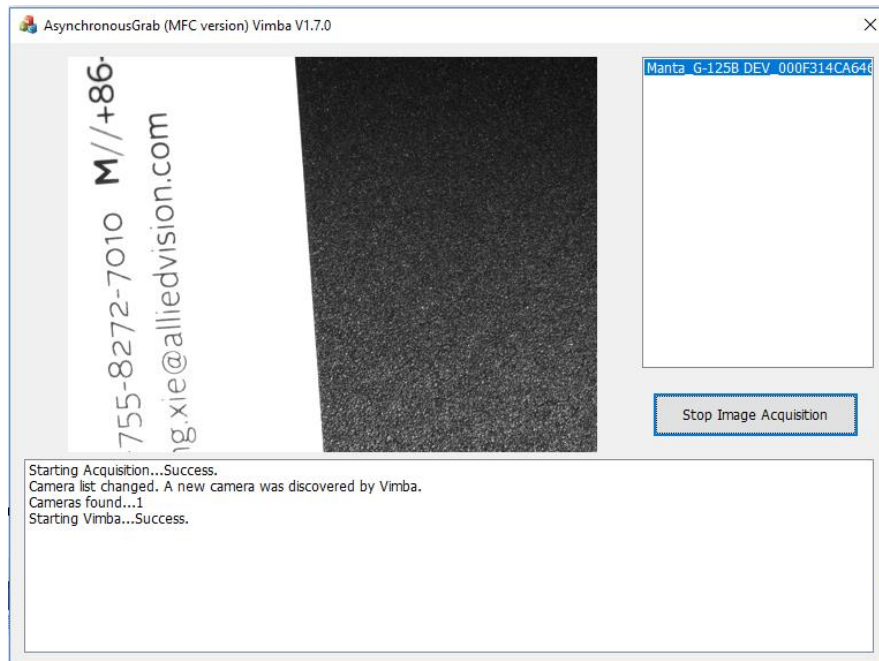 AsynchronousGrab (MFC version) Vimba V1.7.0
755-8272-7010 M//+86-
ng.xie@alliedvision.com
Manta_G-125B DEV_000F314CA646
Stop Image Acquisition
Starting Acquisition...Success.
Camera list changed. A new camera was discovered by Vimba.
Cameras found...1
Starting Vimba...Success.